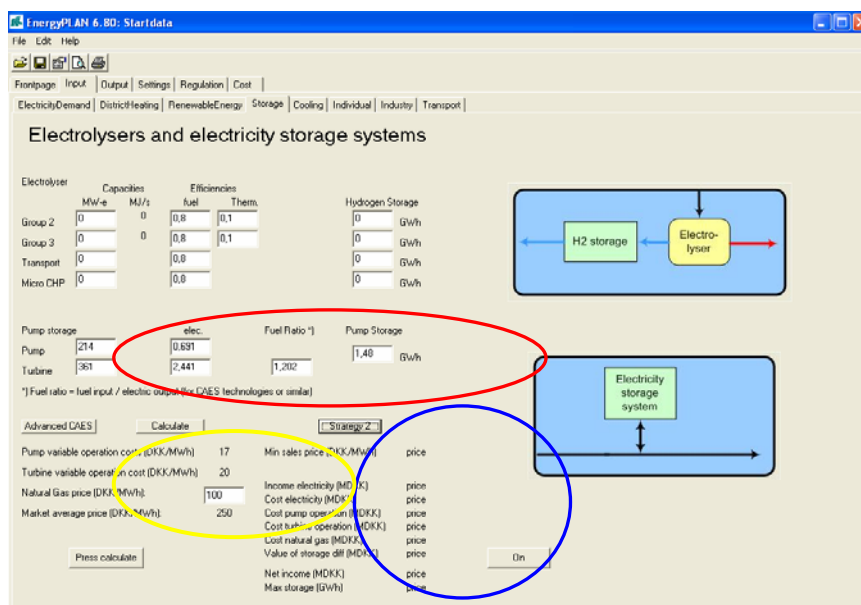 EnergyPLAN 6.80: Startdata
File Edit Help
Frontpage Input Output Settings Regulation Cost
ElectricityDemand DistrictHeating RenewableEnergy Storage Cooling Individual Industry Transport
Electrolysers and electricity storage systems
Electrolyser Capacities Efficiencies
MW-e MJ/s fuel Therm. Hydrogen Storage
Group 2 0 0 0,8 0,1 0 GWh
Group 3 0 0 0,8 0,1 0 GWh
Transport 0 0,8 0 GWh
Micro CHP 0 0,8 0 GWh
H2 storage
Electro-
lyser
Pump storage elec. Fuel Ratio *) Pump Storage
Pump 214 0.691 1,48 GWh
Turbine 361 2,441 1,202
*) Fuel ratio = fuel input / electric output (for CAES technologies or similar)
Electricity
storage
system
Advanced CAES Calculate Strategy 2
Pump variable operation costs (DKK/MWh) 17 Min sales price (DKK/MWh) price
Turbine variable operation cost (DKK/MWh) 20
Natural Gas price (DKK/MWh): 100 Income electricity (MDKK) price
Cost electricity (MDKK) price
Market average price (DKK/MWh): 250 Cost pump operation (MDKK) price
Cost turbine operation (MDKK) price
Cost natural gas (MDKK) price
Press calculate Value of storage diff (MDKK) price On
Net income (MDKK) price
Max storage (GWh) price